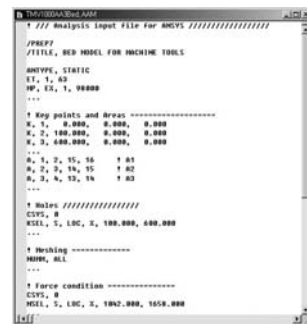 TMV1000AA3Bed.AAM
! /// Analysis input file for ANSYS //////////////////
/PREP7
/TITLE, BED MODEL FOR MACHINE TOOLS
ANTYPE, STATIC
ET, 1, 63
MP, EX, 1, 98000
...
! Key points and Areas -------------------
K, 1, 0.000, 0.000, 0.000
K, 2, 100.000, 0.000, 0.000
K, 3, 600.000, 0.000, 0.000
...
A, 1, 2, 15, 16 ! A1
A, 2, 3, 14, 15 ! A2
A, 3, 4, 13, 14 ! A3
...
! Holes /////////////////
CSYS, 0
KSEL, S, LOC, X, 100.000, 600.000
...
! Meshing -------------
NUMM, ALL
...
! Force condition -------------
CSYS, 0
NSEL, S, LOC, X, 1042.000, 1650.000